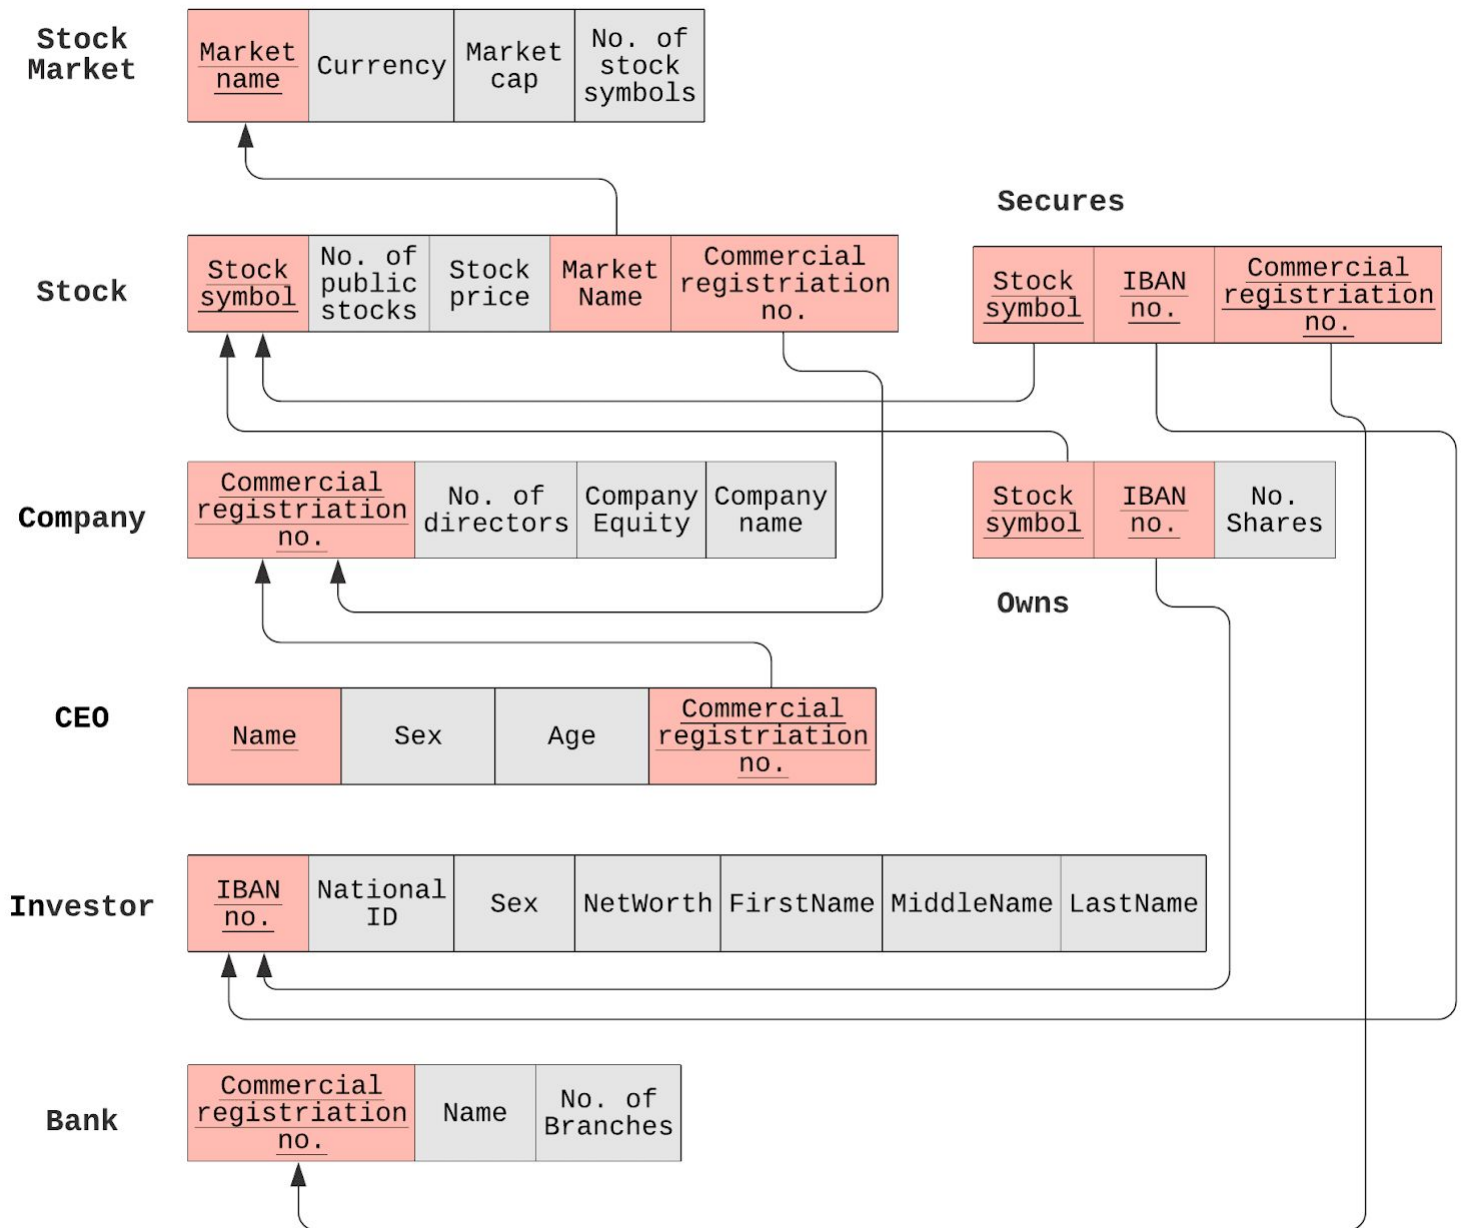 Stock
Market
Market
name
Currency
Market
cap
No. of
stock
symbols
Secures
Stock
Stock
symbol
No. of
public
stocks
Stock
price
Market
Name
Commercial
registriation
no.
Stock
symbol
IBAN
no.
Commercial
registriation
no.
Company
Commercial
registriation
no.
No. of
directors
Company
Equity
Company
name
Stock
symbol
IBAN
no.
No.
Shares
Owns
CEO
Name
Sex
Age
Commercial
registriation
no.
Investor
IBAN
no.
National
ID
Sex
NetWorth
FirstName
MiddleName
LastName
Bank
Commercial
registriation
no.
Name
No. of
Branches